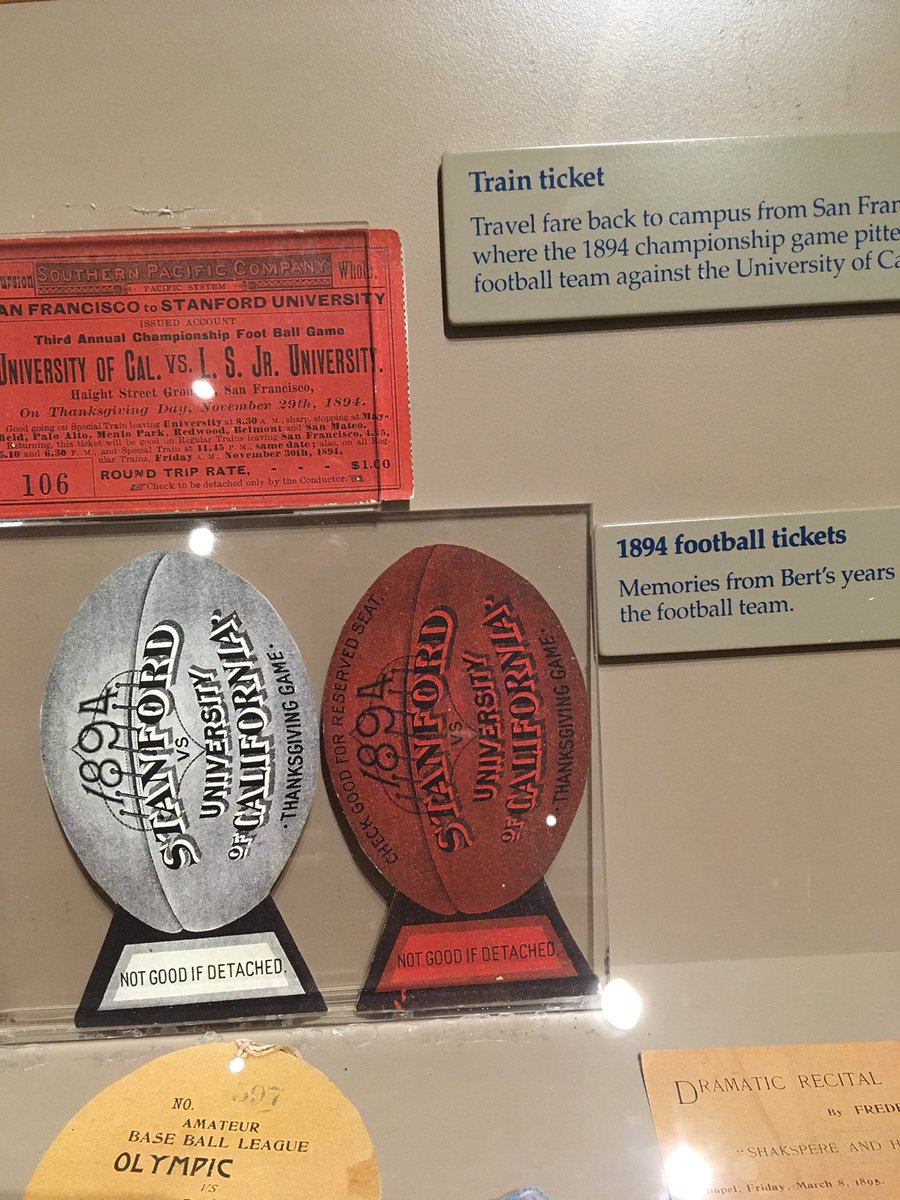 Train ticket
Travel fare back to campus from San Fran
where the 1894 championship game pitte
football team against the University of Ca
SOUTHERN PACIFIC COMPANY
PACIFIC SYSTEM
AN FRANCISCO to STANFORD UNIVERSITY
ISSUED ACCOUNT
Third Annual Championship Foot Ball Game
UNIVERSITY OF CAL. VS. L. S. JR. UNIVERSITY.
Haight Street San Francisco,
On Thanksgiving Day, November 29th, 1894.
Good going on Special Train leaving University at 8.30 A. M., sharp, stopping at May-
field, Palo Alto, Menlo Park, Redwood, Belmont and San Mateo.
Returning, this ticket will be good on Regular Trains leaving San Francisco, 4.25,
5.10 and 6.30 P. M., and Special Train at 11.45 P. M., same date; also, on all Reg-
ular Trains, Friday A. M., November 30th, 1894.
106
ROUND TRIP RATE, - - - $1.00
Check to be detached only by the Conductor.
1894 football tickets
Memories from Bert's years
the football team.
1894
STANFORD
VS
UNIVERSITY
OF CALIFORNIA
·THANKSGIVING GAME·
NOT GOOD IF DETACHED.
CHECK GOOD FOR RESERVED SEAT.
1894
STANFORD
VS
UNIVERSITY
OF CALIFORNIA
·THANKSGIVING GAME·
NOT GOOD IF DETACHED.
NO. 597
AMATEUR
BASE BALL LEAGUE
OLYMPIC
VS
DRAMATIC RECITAL
By FREDE
"SHAKSPERE AND H
hapel, Friday, March 8, 1895.